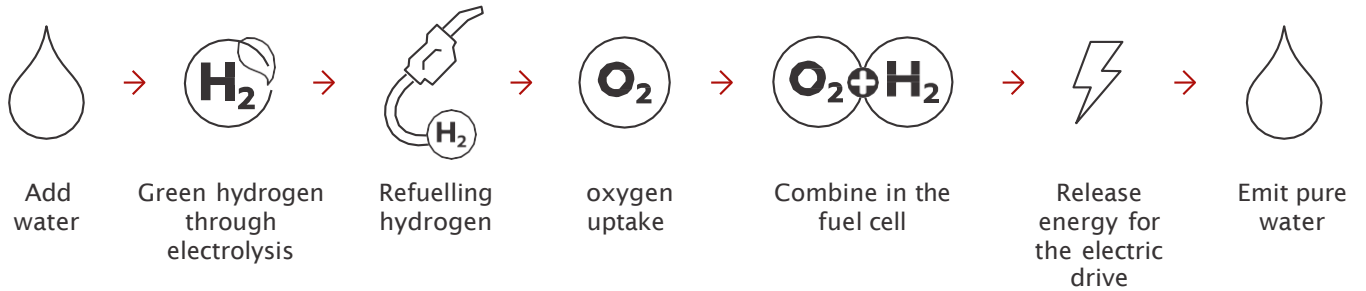 H2
H2
O2
O2 + H2
Add
water
Green hydrogen
through
electrolysis
Refuelling
hydrogen
oxygen
uptake
Combine in the
fuel cell
Release
energy for
the electric
drive
Emit pure
water